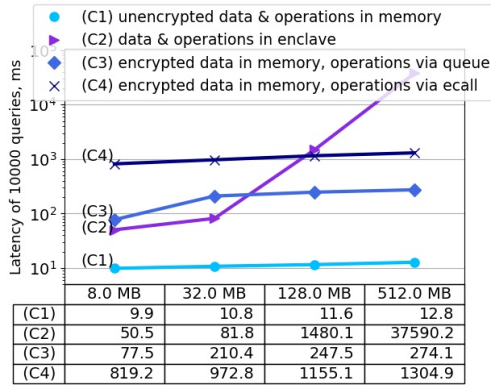 (C1) unencrypted data & operations in memory
(C2) data & operations in enclave
(C3) encrypted data in memory, operations via queue
(C4) encrypted data in memory, operations via ecall
Latency of 10000 queries, ms
10⁵
10⁴
10³
10²
10¹
(C4)
(C3)
(C2)
(C1)
8.0 MB 32.0 MB 128.0 MB 512.0 MB
(C1) 9.9 10.8 11.6 12.8
(C2) 50.5 81.8 1480.1 37590.2
(C3) 77.5 210.4 247.5 274.1
(C4) 819.2 972.8 1155.1 1304.9